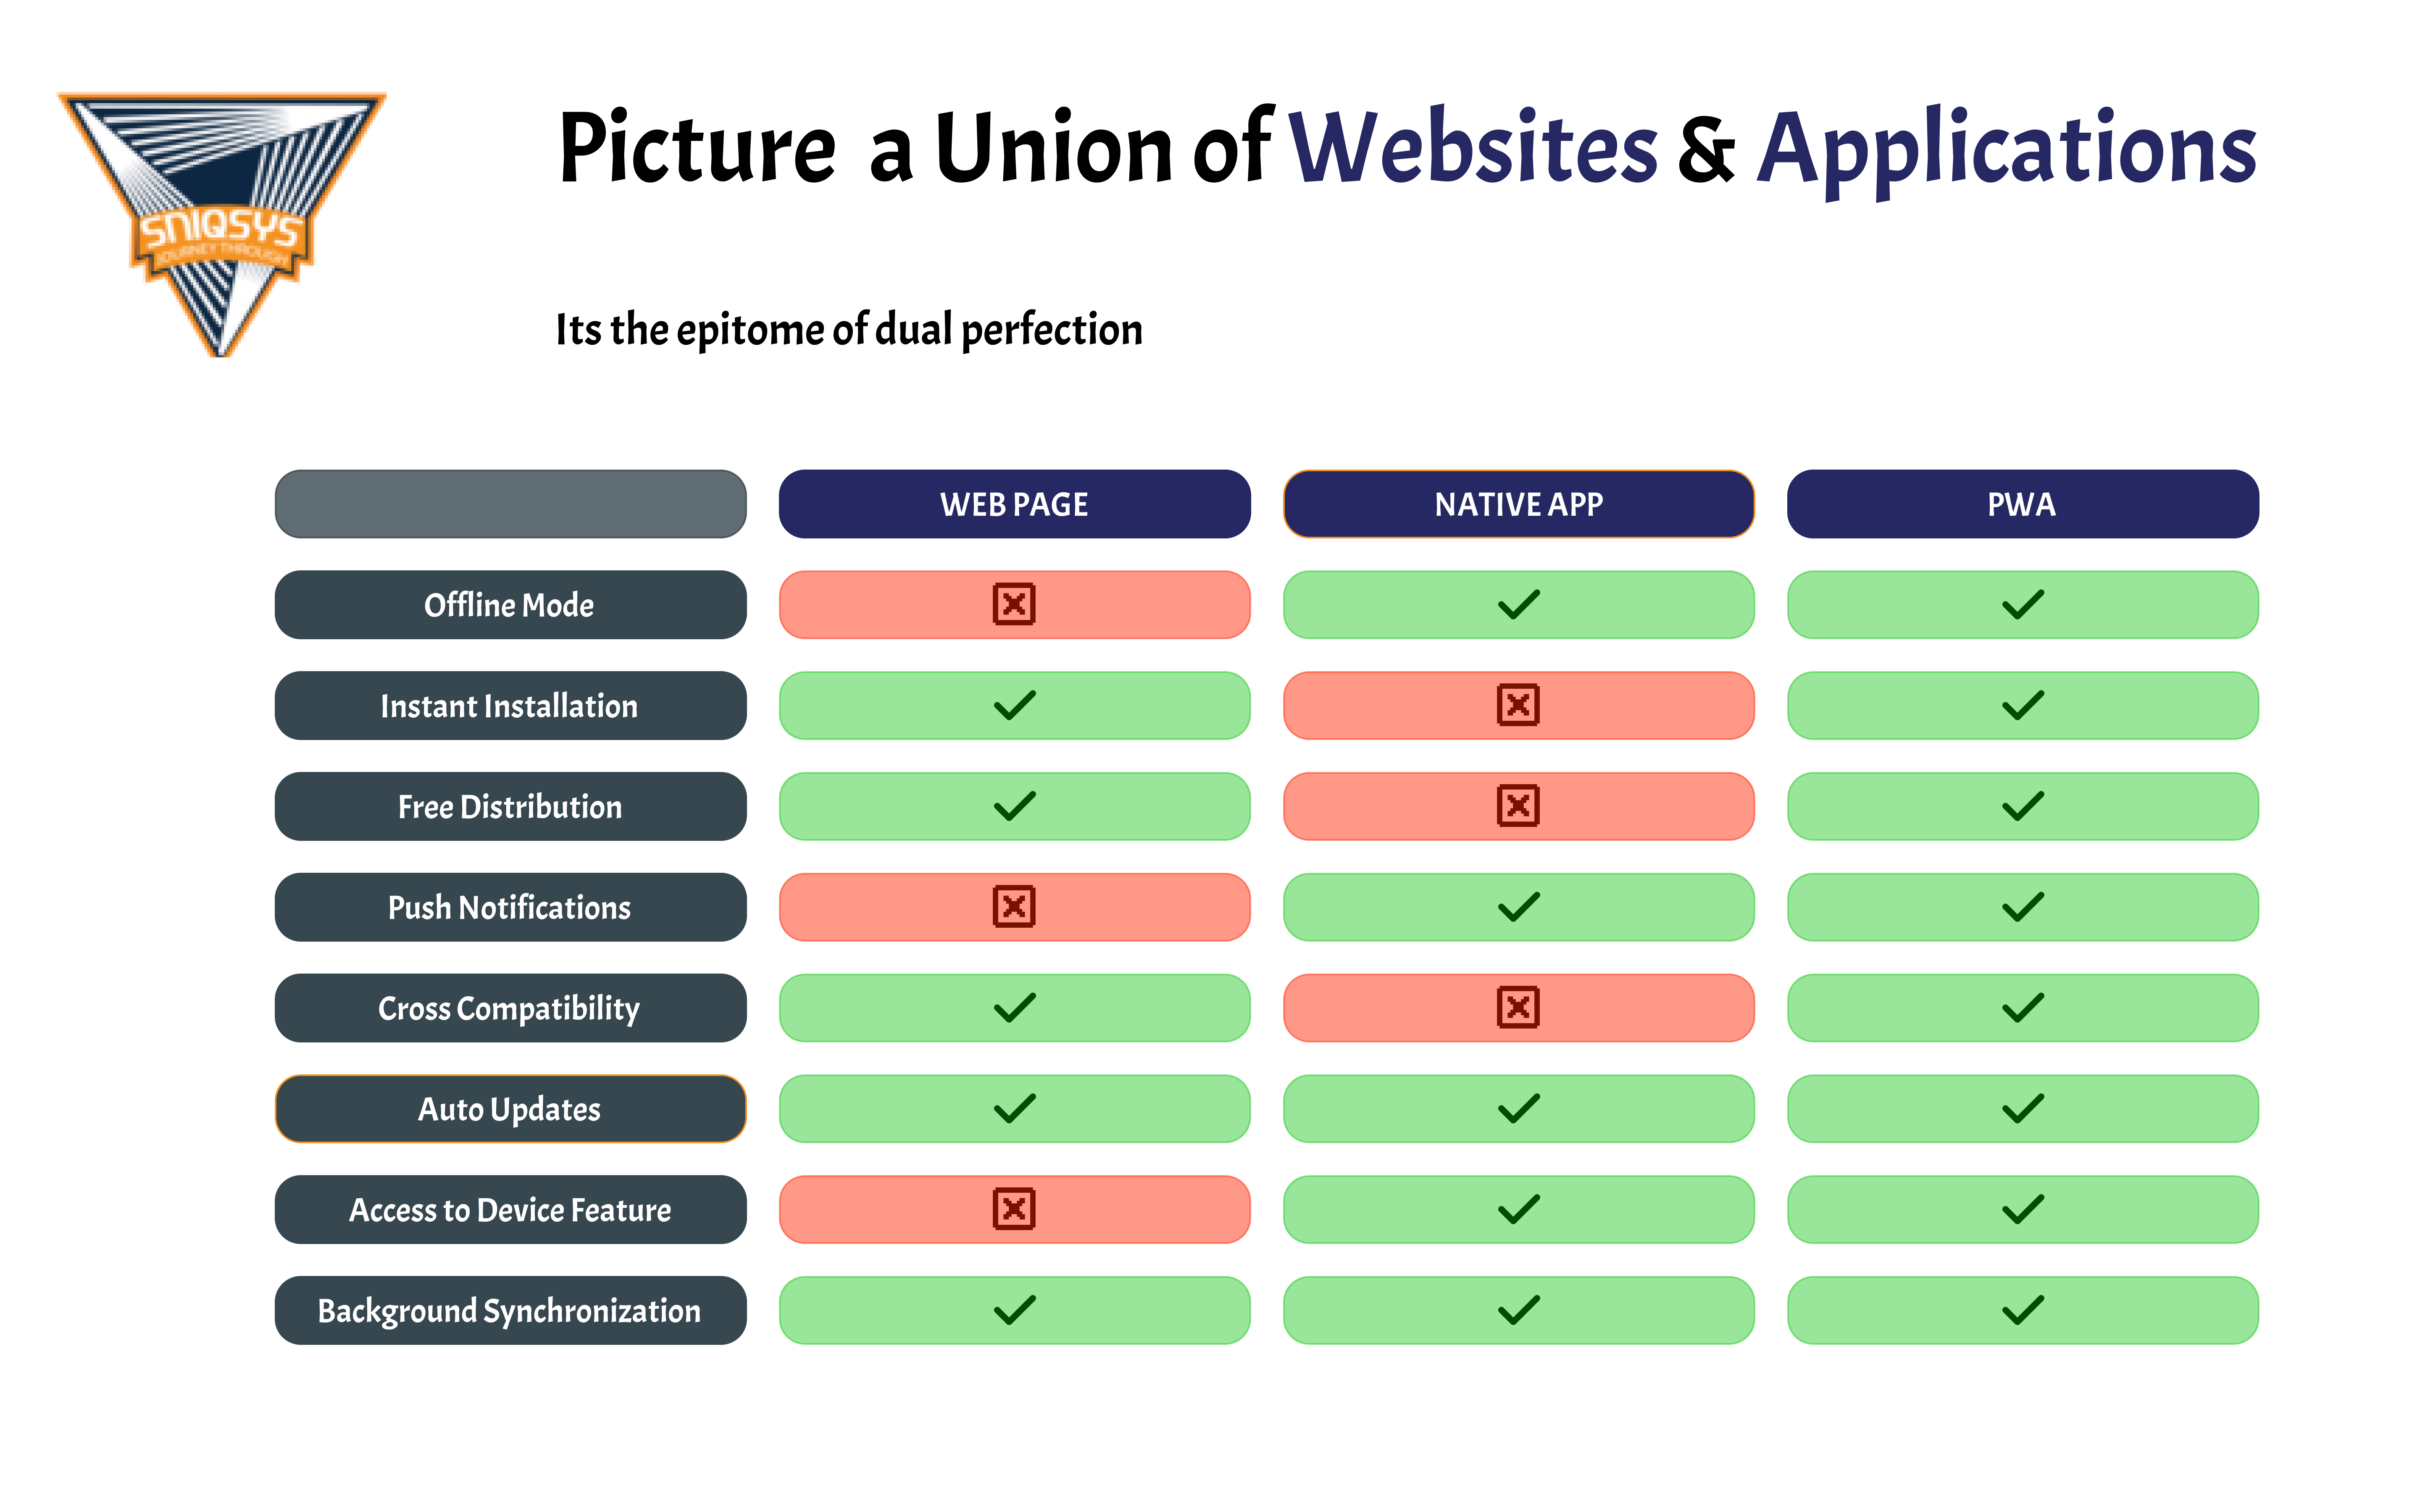 Picture a Union of Websites & Applications
SNIQSYS
JOURNEY THROUGH
Its the epitome of dual perfection
WEB PAGE NATIVE APP PWA
Offline Mode
Instant Installation
Free Distribution
Push Notifications
Cross Compatibility
Auto Updates
Access to Device Feature
Background Synchronization